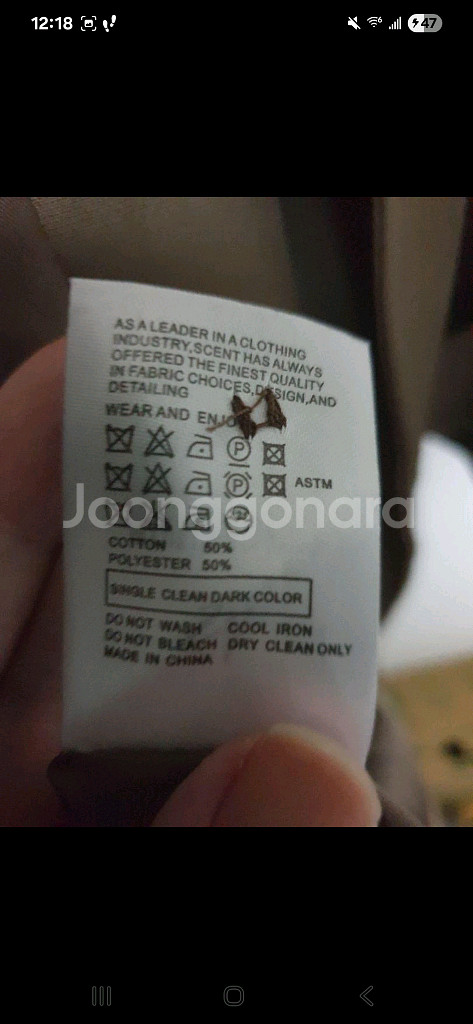 12:18
47
AS A LEADER IN A CLOTHING
INDUSTRY,SCENT HAS ALWAYS
OFFERED THE FINEST QUALITY
IN FABRIC CHOICES,DESIGN,AND
DETAILING
WEAR AND ENJO
P
P ASTM
Joonggonara
COTTON 50%
POLYESTER 50%
SINGLE CLEAN DARK COLOR
DO NOT WASH COOL IRON
DO NOT BLEACH DRY CLEAN ONLY
MADE IN CHINA